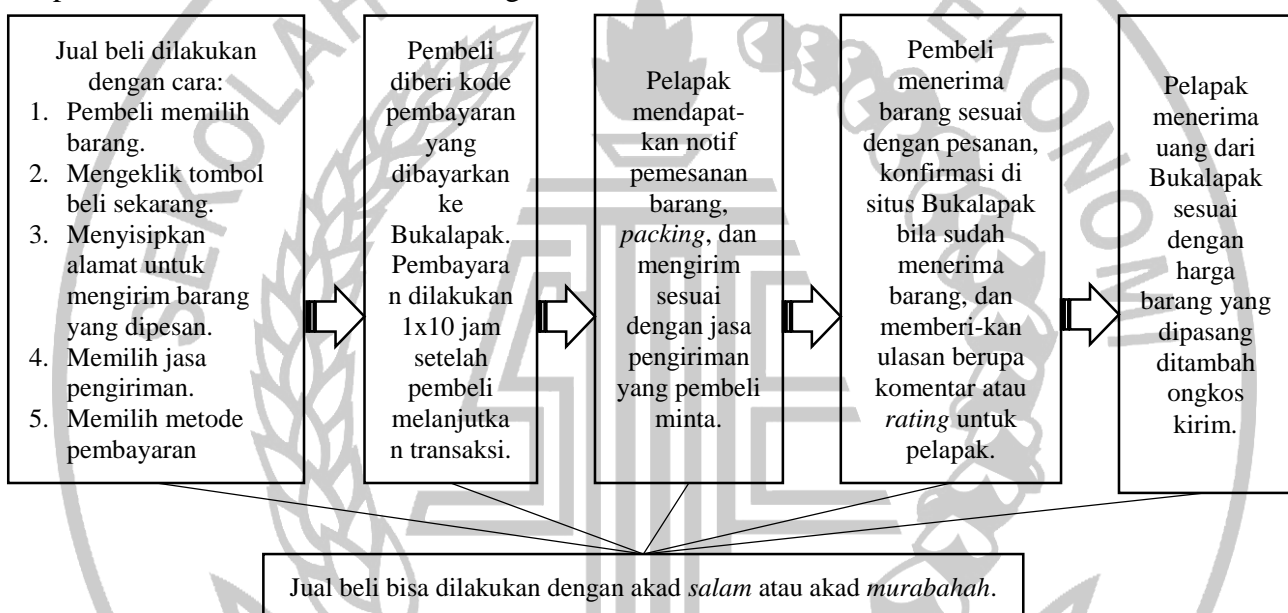 Jual beli dilakukan
dengan cara:
1. Pembeli memilih
barang.
2. Mengeklik tombol
beli sekarang.
3. Menyisipkan
alamat untuk
mengirim barang
yang dipesan.
4. Memilih jasa
pengiriman.
5. Memilih metode
pembayaran
Pembeli
diberi kode
pembayaran
yang
dibayarkan
ke
Bukalapak.
Pembayara
n dilakukan
1x10 jam
setelah
pembeli
melanjutka
n transaksi.
Pelapak
mendapat-
kan notif
pemesanan
barang,
packing, dan
mengirim
sesuai
dengan jasa
pengiriman
yang pembeli
minta.
Pembeli
menerima
barang sesuai
dengan pesanan,
konfirmasi di
situs Bukalapak
bila sudah
menerima
barang, dan
memberi-kan
ulasan berupa
komentar atau
rating untuk
pelapak.
Pelapak
menerima
uang dari
Bukalapak
sesuai
dengan
harga
barang yang
dipasang
ditambah
ongkos
kirim.
Jual beli bisa dilakukan dengan akad salam atau akad murabahah.